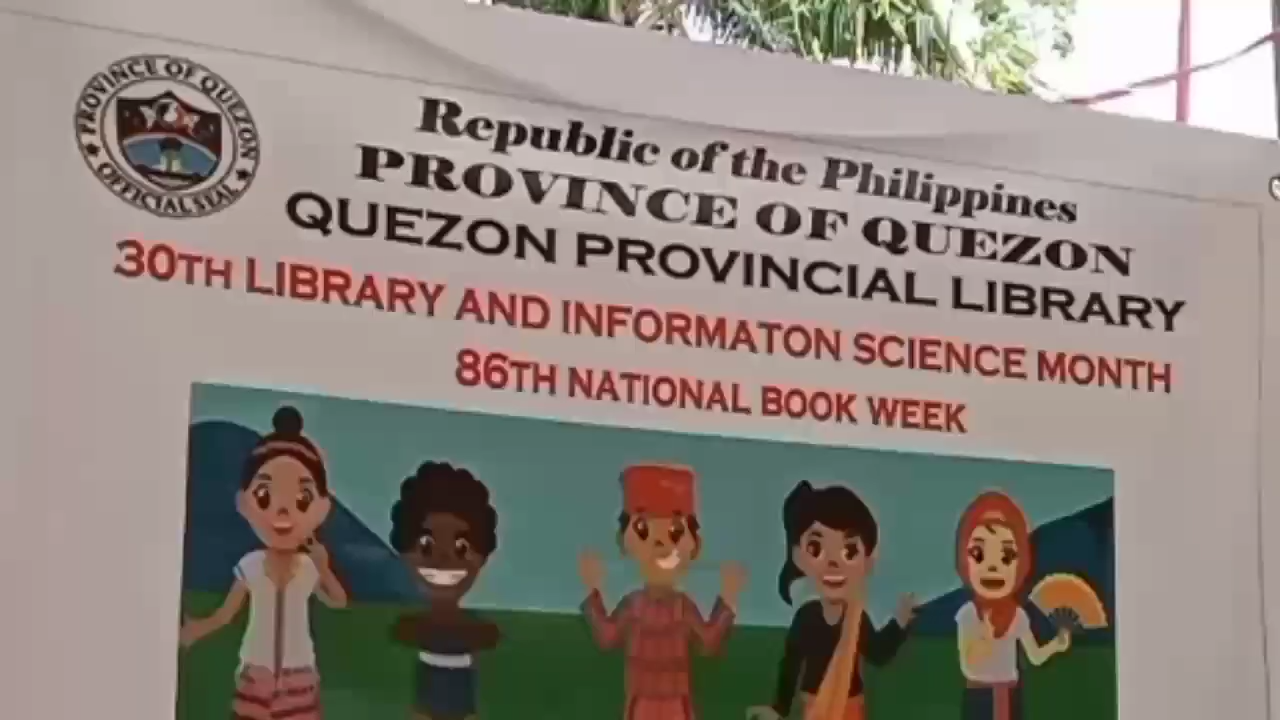 PROVINCE OF QUEZON
OFFICIAL SEAL
Republic of the Philippines
PROVINCE OF QUEZON
QUEZON PROVINCIAL LIBRARY
30TH LIBRARY AND INFORMATON SCIENCE MONTH
86TH NATIONAL BOOK WEEK